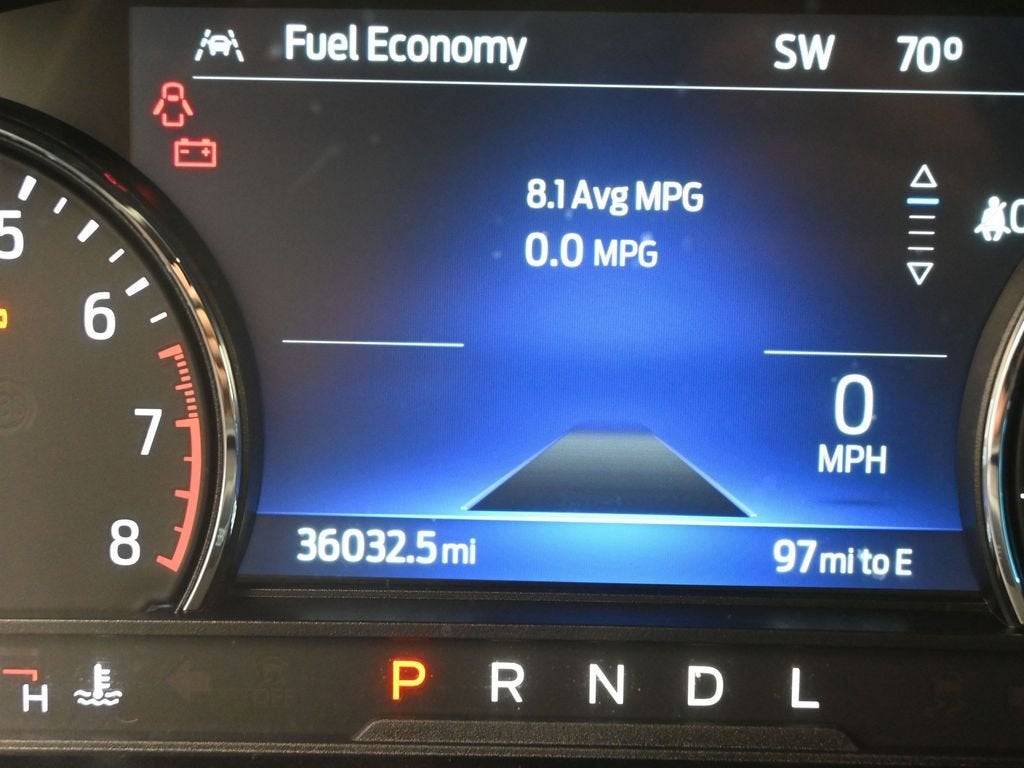 Fuel Economy SW 70º
8.1 Avg MPG
0.0 MPG
5
6
7
8
0
MPH
36032.5 mi 97 mi to E
H
P R N D L